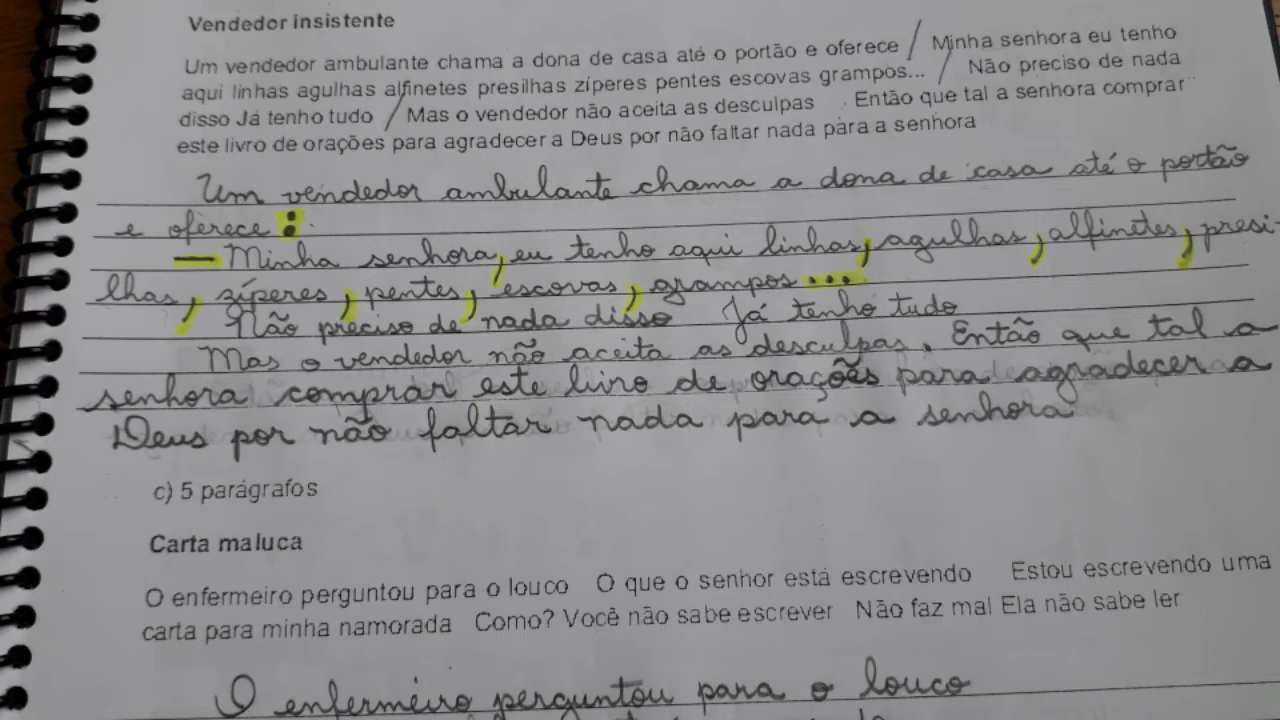 Vendedor insistente
Um vendedor ambulante chama a dona de casa até o portão e oferece / Minha senhora eu tenho
aqui linhas agulhas alfinetes presilhas zíperes pentes escovas grampos... / Não preciso de nada
disso Já tenho tudo / Mas o vendedor não aceita as desculpas Então que tal a senhora comprar
este livro de orações para agradecer a Deus por não faltar nada para a senhora
Um vendedor ambulante chama a dona de casa até o portão
e oferece :
— Minha senhora, eu tenho aqui linhas, agulhas, alfinetes, presi-
lhas, zíperes, pentes, escovas, grampos...
Não preciso de nada disso Já tenho tudo
Mas o vendedor não aceita as desculpas. Então que tal a
senhora comprar este livro de orações para agradecer a
Deus por não faltar nada para a senhora
c) 5 parágrafos
Carta maluca
O enfermeiro perguntou para o louco O que o senhor está escrevendo Estou escrevendo uma
carta para minha namorada Como? Você não sabe escrever Não faz mal Ela não sabe ler
O enfermeiro perguntou para o louco